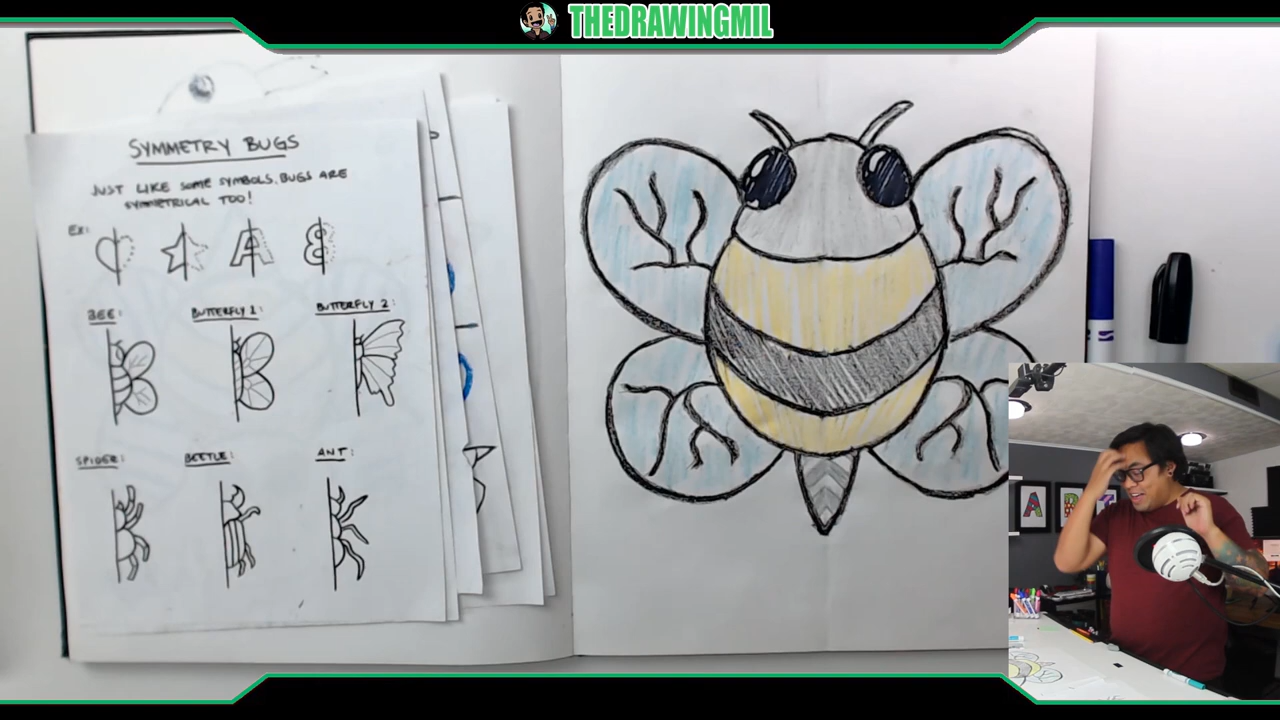 THEDRAWINGMIL
SYMMETRY BUGS
JUST LIKE SOME SYMBOLS, BUGS ARE
SYMMETRICAL TOO!
EX:
BEE:
BUTTERFLY 1:
BUTTERFLY 2:
SPIDER:
BEETLE:
ANT:
A R T